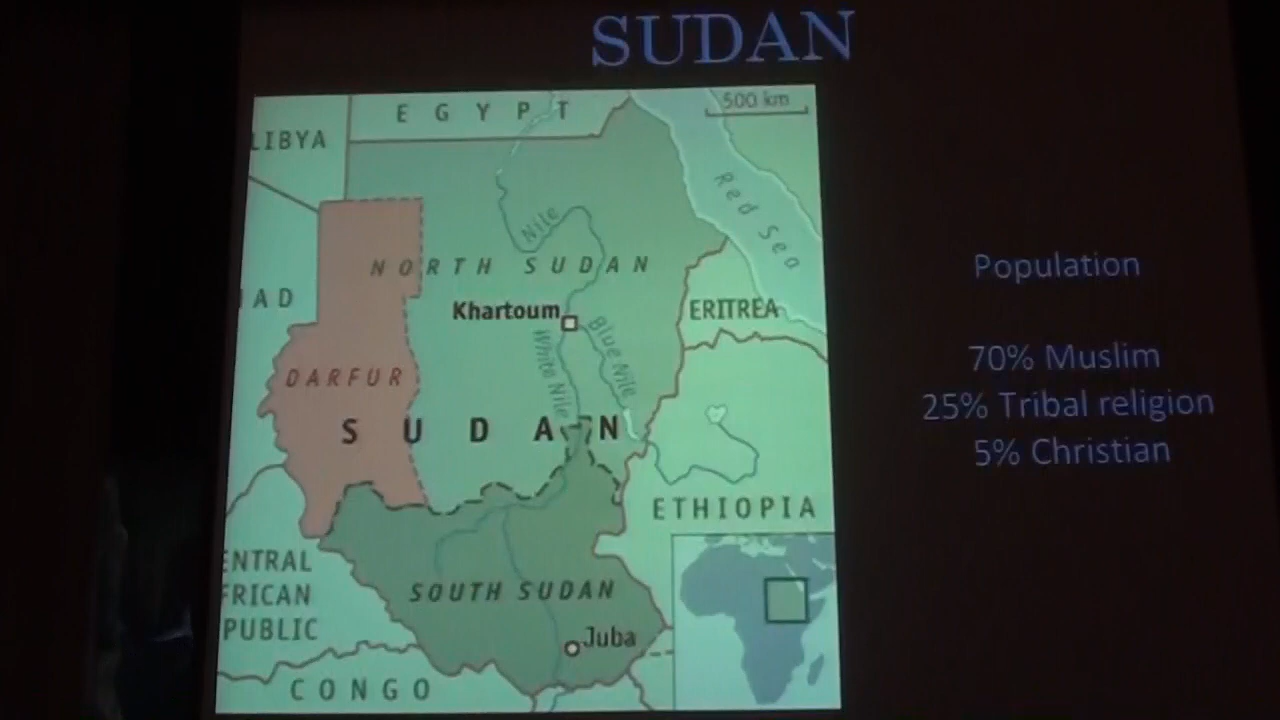 SUDAN
500 km
EGYPT
LIBYA
Red Sea
Nile
NORTH SUDAN
AD
Khartoum
ERITREA
White Nile
Blue Nile
DARFUR
SUDAN
ETHIOPIA
ENTRAL
FRICAN
PUBLIC
SOUTH SUDAN
Juba
CONGO
Population
70% Muslim
25% Tribal religion
5% Christian